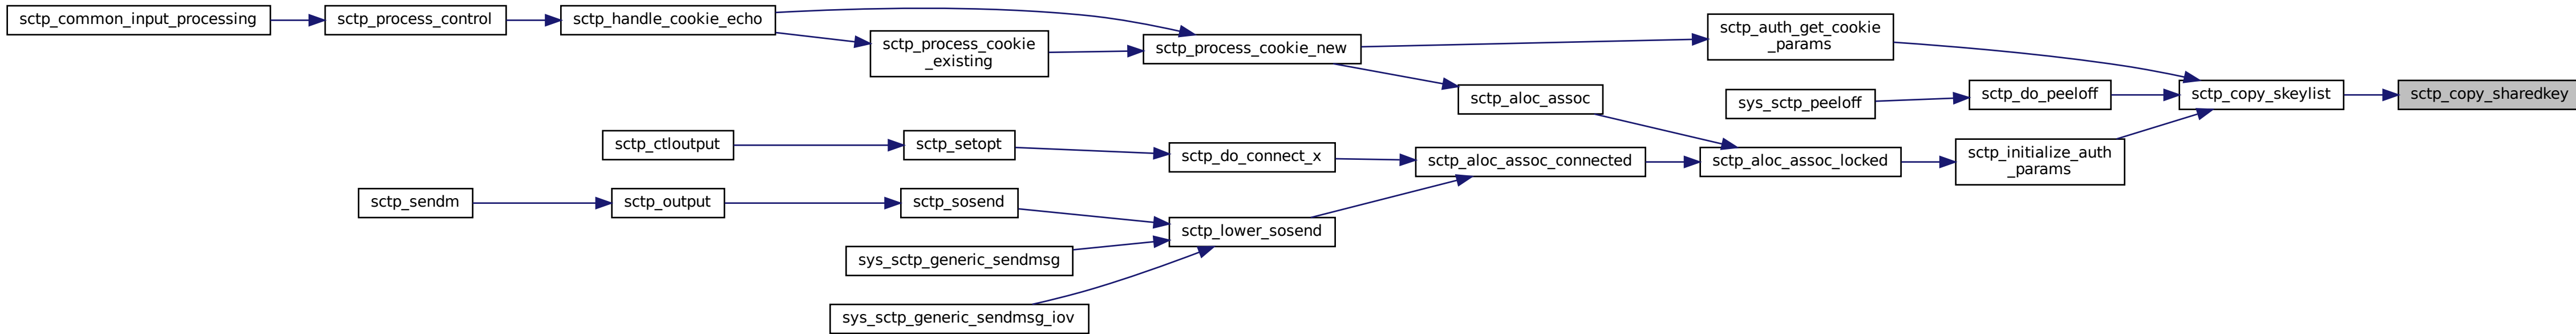 sctp_common_input_processing
sctp_process_control
sctp_handle_cookie_echo
sctp_process_cookie
_existing
sctp_process_cookie_new
sctp_auth_get_cookie
_params
sctp_aloc_assoc
sys_sctp_peeloff
sctp_do_peeloff
sctp_copy_skeylist
sctp_copy_sharedkey
sctp_ctloutput
sctp_setopt
sctp_do_connect_x
sctp_aloc_assoc_connected
sctp_aloc_assoc_locked
sctp_initialize_auth
_params
sctp_sendm
sctp_output
sctp_sosend
sctp_lower_sosend
sys_sctp_generic_sendmsg
sys_sctp_generic_sendmsg_iov